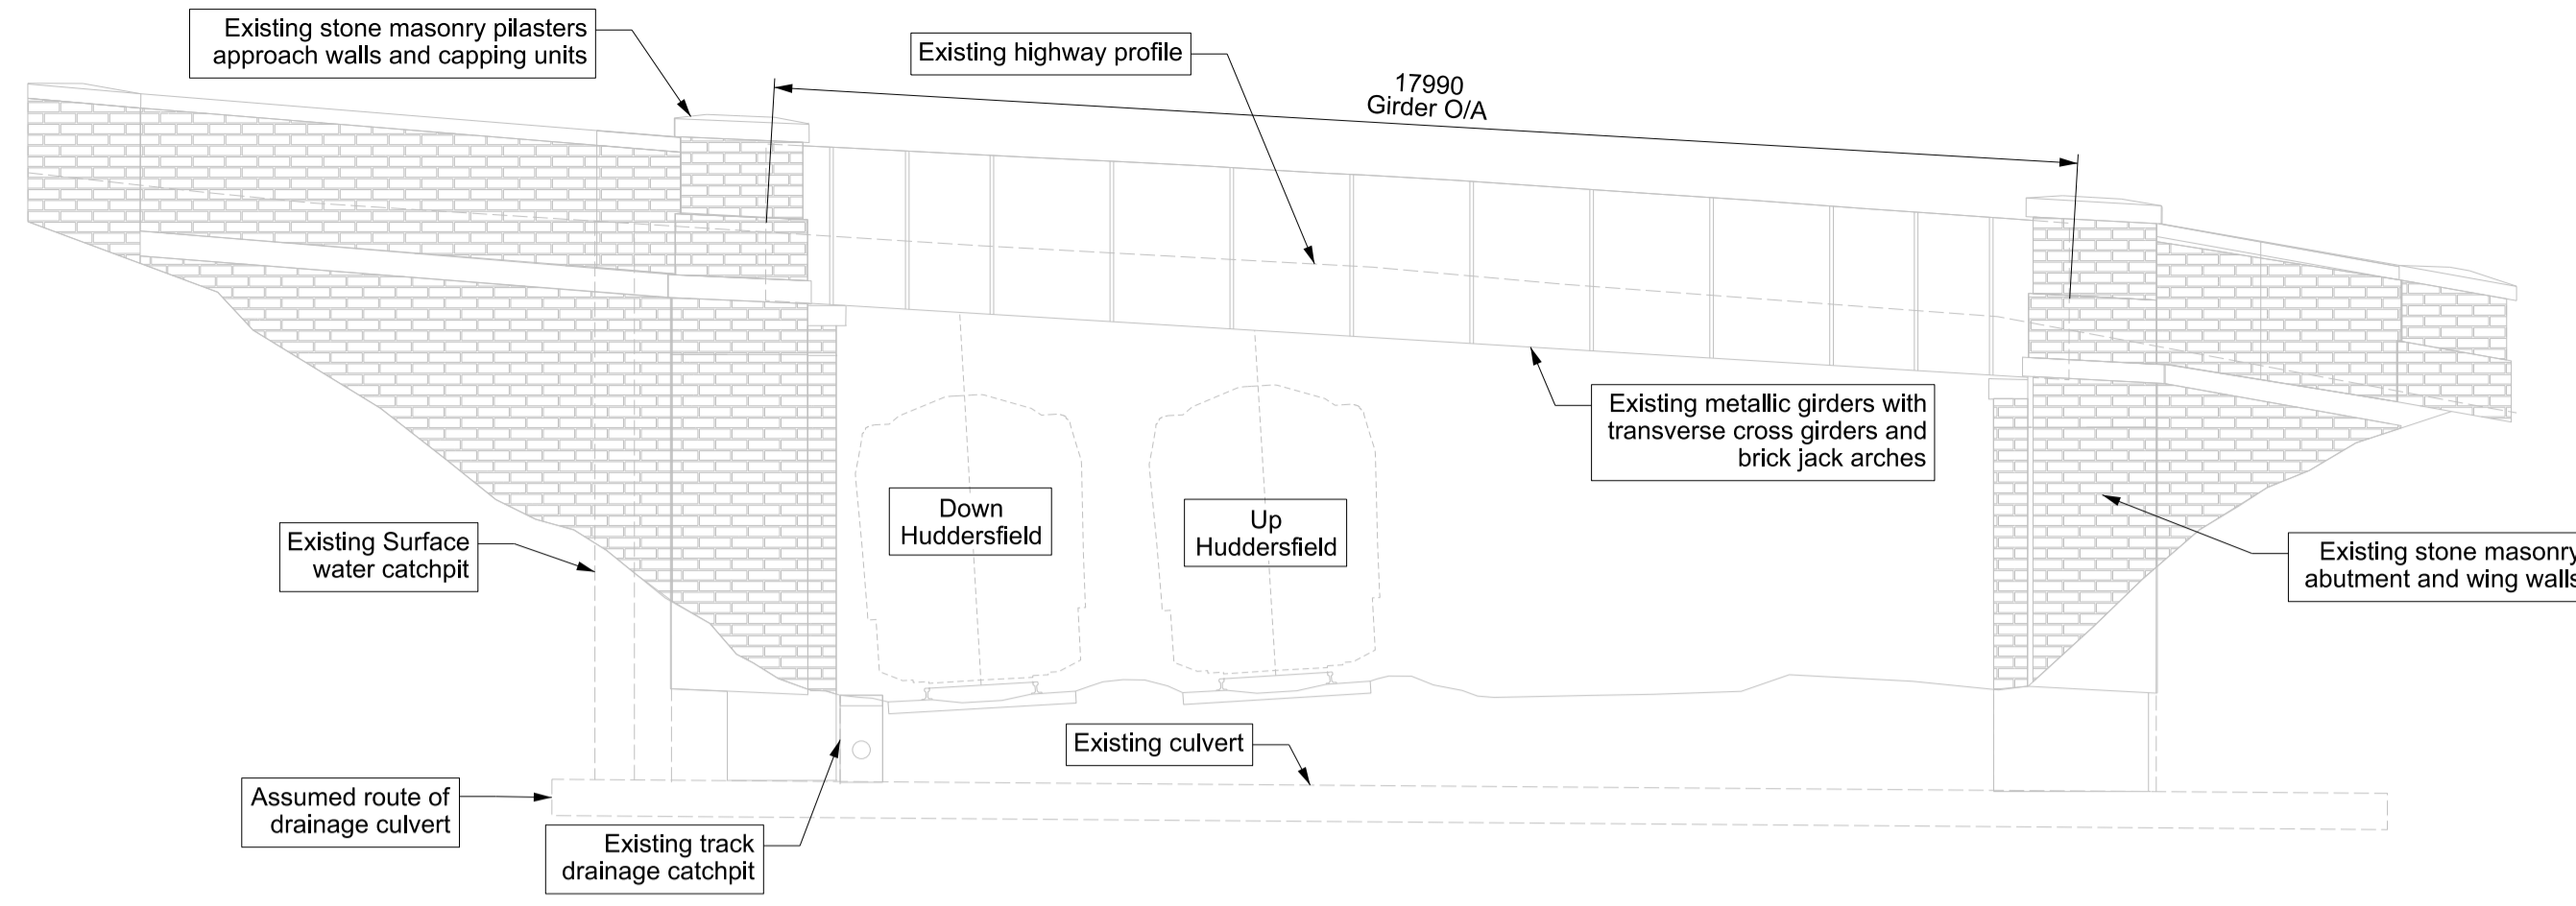 Existing stone masonry pilasters
approach walls and capping units
Existing highway profile
17990
Girder O/A
Existing metallic girders with
transverse cross girders and
brick jack arches
Down
Huddersfield
Up
Huddersfield
Existing Surface
water catchpit
Existing stone masonry
abutment and wing walls
Existing culvert
Assumed route of
drainage culvert
Existing track
drainage catchpit